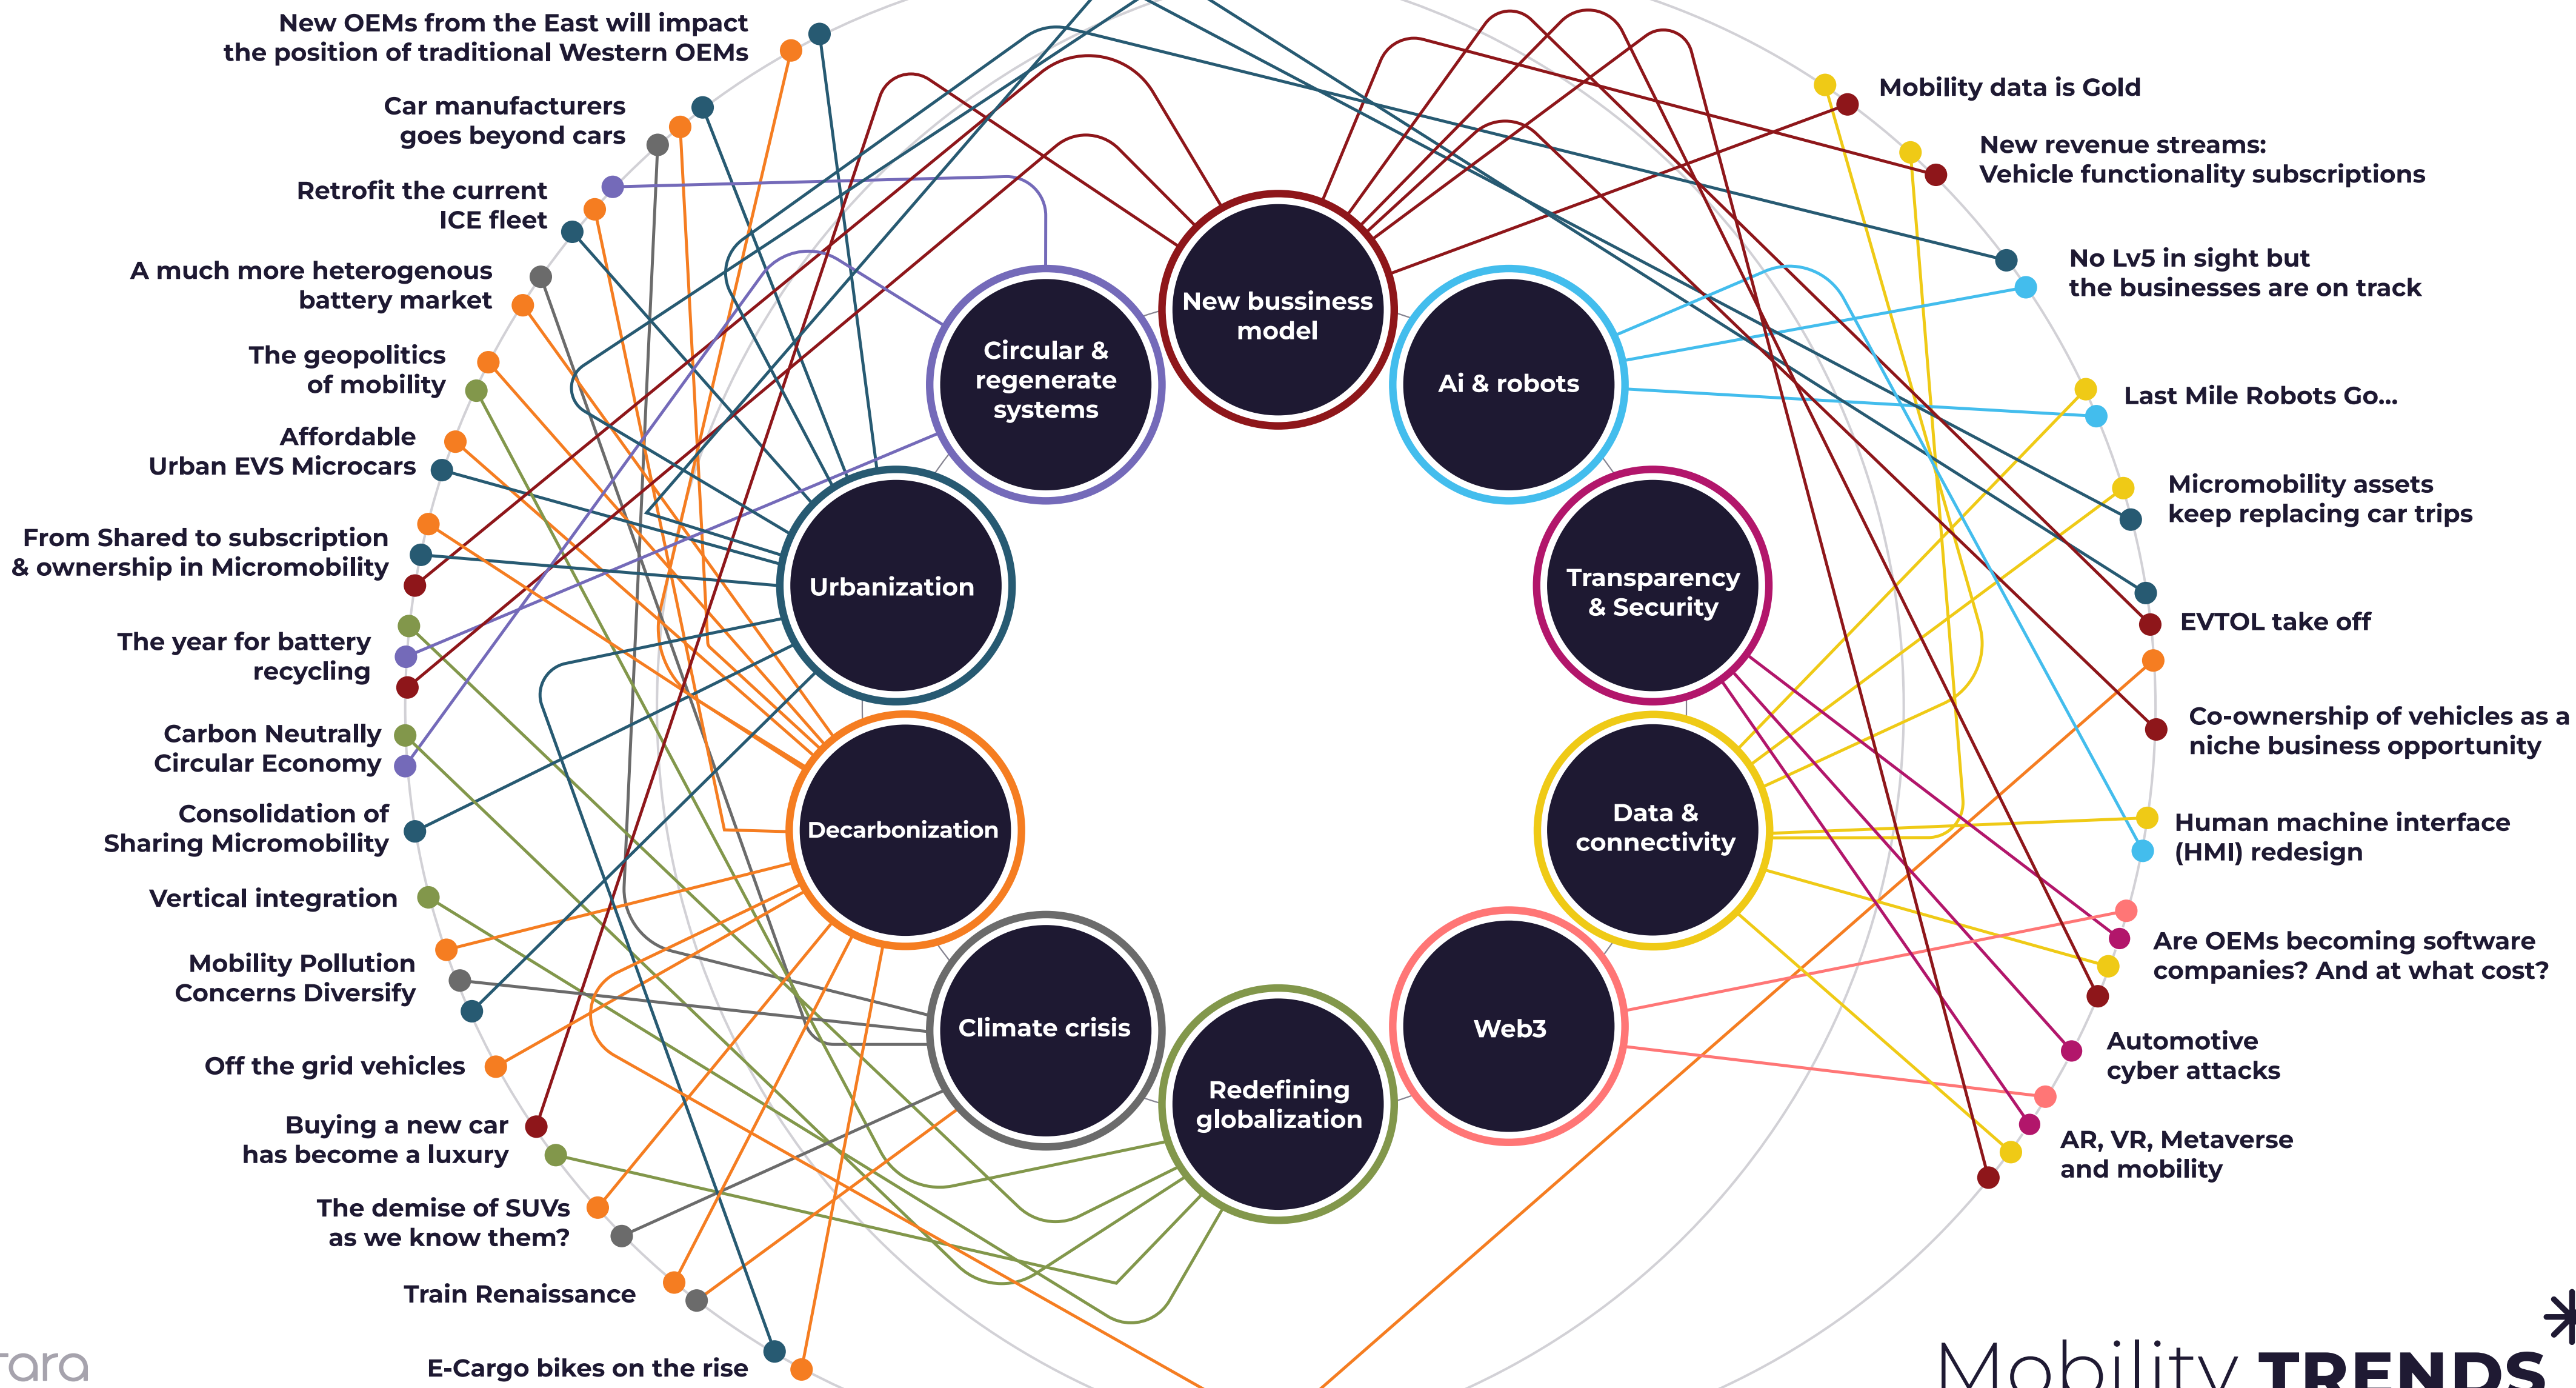 New OEMs from the East will impact
the position of traditional Western OEMs
Car manufacturers
goes beyond cars
Retrofit the current
ICE fleet
A much more heterogenous
battery market
The geopolitics
of mobility
Affordable
Urban EVS Microcars
From Shared to subscription
& ownership in Micromobility
The year for battery
recycling
Carbon Neutrally
Circular Economy
Consolidation of
Sharing Micromobility
Vertical integration
Mobility Pollution
Concerns Diversify
Off the grid vehicles
Buying a new car
has become a luxury
The demise of SUVs
as we know them?
Train Renaissance
E-Cargo bikes on the rise
New bussiness
model
Circular &
regenerate
systems
Ai & robots
Urbanization
Transparency
& Security
Decarbonization
Data &
connectivity
Climate crisis
Web3
Redefining
globalization
Mobility data is Gold
New revenue streams:
Vehicle functionality subscriptions
No Lv5 in sight but
the businesses are on track
Last Mile Robots Go...
Micromobility assets
keep replacing car trips
EVTOL take off
Co-ownership of vehicles as a
niche business opportunity
Human machine interface
(HMI) redesign
Are OEMs becoming software
companies? And at what cost?
Automotive
cyber attacks
AR, VR, Metaverse
and mobility
Mobility TRENDS